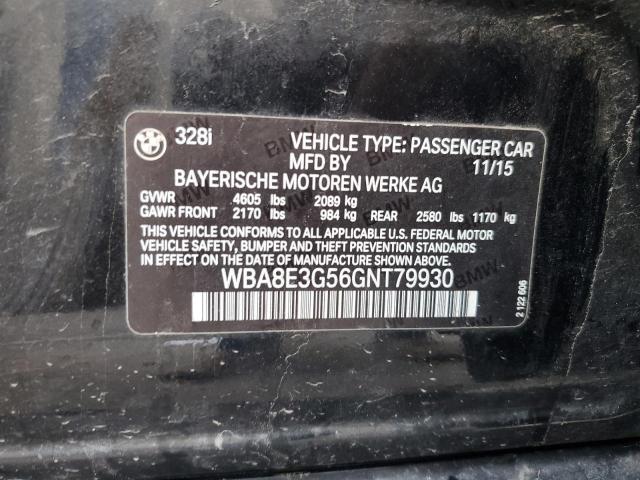 328i VEHICLE TYPE: PASSENGER CAR
MFD BY 11/15
BAYERISCHE MOTOREN WERKE AG
GVWR 4605 lbs 2089 kg
GAWR FRONT 2170 lbs 984 kg REAR 2580 lbs 1170 kg
THIS VEHICLE CONFORMS TO ALL APPLICABLE U.S. FEDERAL MOTOR
VEHICLE SAFETY, BUMPER AND THEFT PREVENTION STANDARDS
IN EFFECT ON THE DATE OF MANUFACTURE SHOWN ABOVE.
WBA8E3G56GNT79930
2 122 606